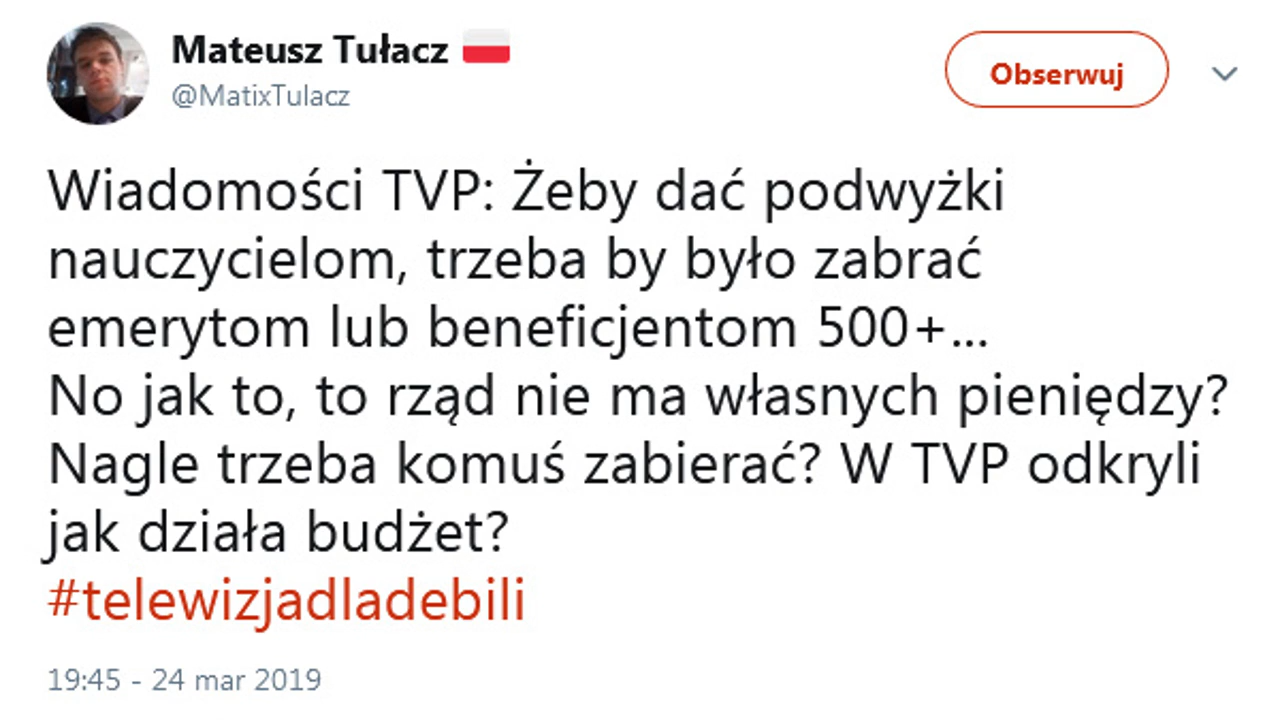 Mateusz Tułacz
@MatixTulacz
Obserwuj
Wiadomości TVP: Żeby dać podwyżki
nauczycielom, trzeba by było zabrać
emerytom lub beneficjentom 500+...
No jak to, to rząd nie ma własnych pieniędzy?
Nagle trzeba komuś zabierać? W TVP odkryli
jak działa budżet?
#telewizjadladebili
19:45 - 24 mar 2019